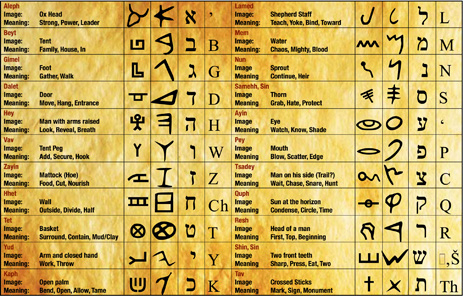 Aleph
Image: Ox Head א ’
Meaning: Strong, Power, Leader
Beyt
Image: Tent ב B
Meaning: Family, House, In
Gimel
Image: Foot ג G
Meaning: Gather, Walk
Dalet
Image: Door ד D
Meaning: Move, Hang, Entrance
Hey
Image: Man with arms raised ה H
Meaning: Look, Reveal, Breath
Vav
Image: Tent Peg ו W
Meaning: Add, Secure, Hook
Zayin
Image: Mattock (Hoe) ז Z
Meaning: Food, Cut, Nourish
Hhet
Image: Wall ח Ch
Meaning: Outside, Divide, Half
Tet
Image: Basket ט T
Meaning: Surround, Contain, Mud/Clay
Yud
Image: Arm and closed hand י Y
Meaning: Work, Throw
Kaph
Image: Open palm כ K
Meaning: Bend, Open, Allow, Tame
Lamed
Image: Shepherd Staff ל L
Meaning: Teach, Yoke, Bind, Toward
Mem
Image: Water מ M
Meaning: Chaos, Mighty, Blood
Nun
Image: Sprout נ N
Meaning: Continue, Heir
Samehh, Sin
Image: Thorn ס S
Meaning: Grab, Hate, Protect
Ayin
Image: Eye ע ‘
Meaning: Watch, Know, Shade
Pey
Image: Mouth פ P
Meaning: Blow, Scatter, Edge
Tsadey
Image: Man on his side (Trail?) צ C
Meaning: Wait, Chase, Snare, Hunt
Quph
Image: Sun at the horizon ק Q
Meaning: Condense, Circle, Time
Resh
Image: Head of a man ר R
Meaning: First, Top, Beginning
Shin, Sin
Image: Two front teeth ש ,Š
Meaning: Sharp, Press, Eat, Two
Tav
Image: Crossed Sticks ת Th
Meaning: Mark, Sign, Monument